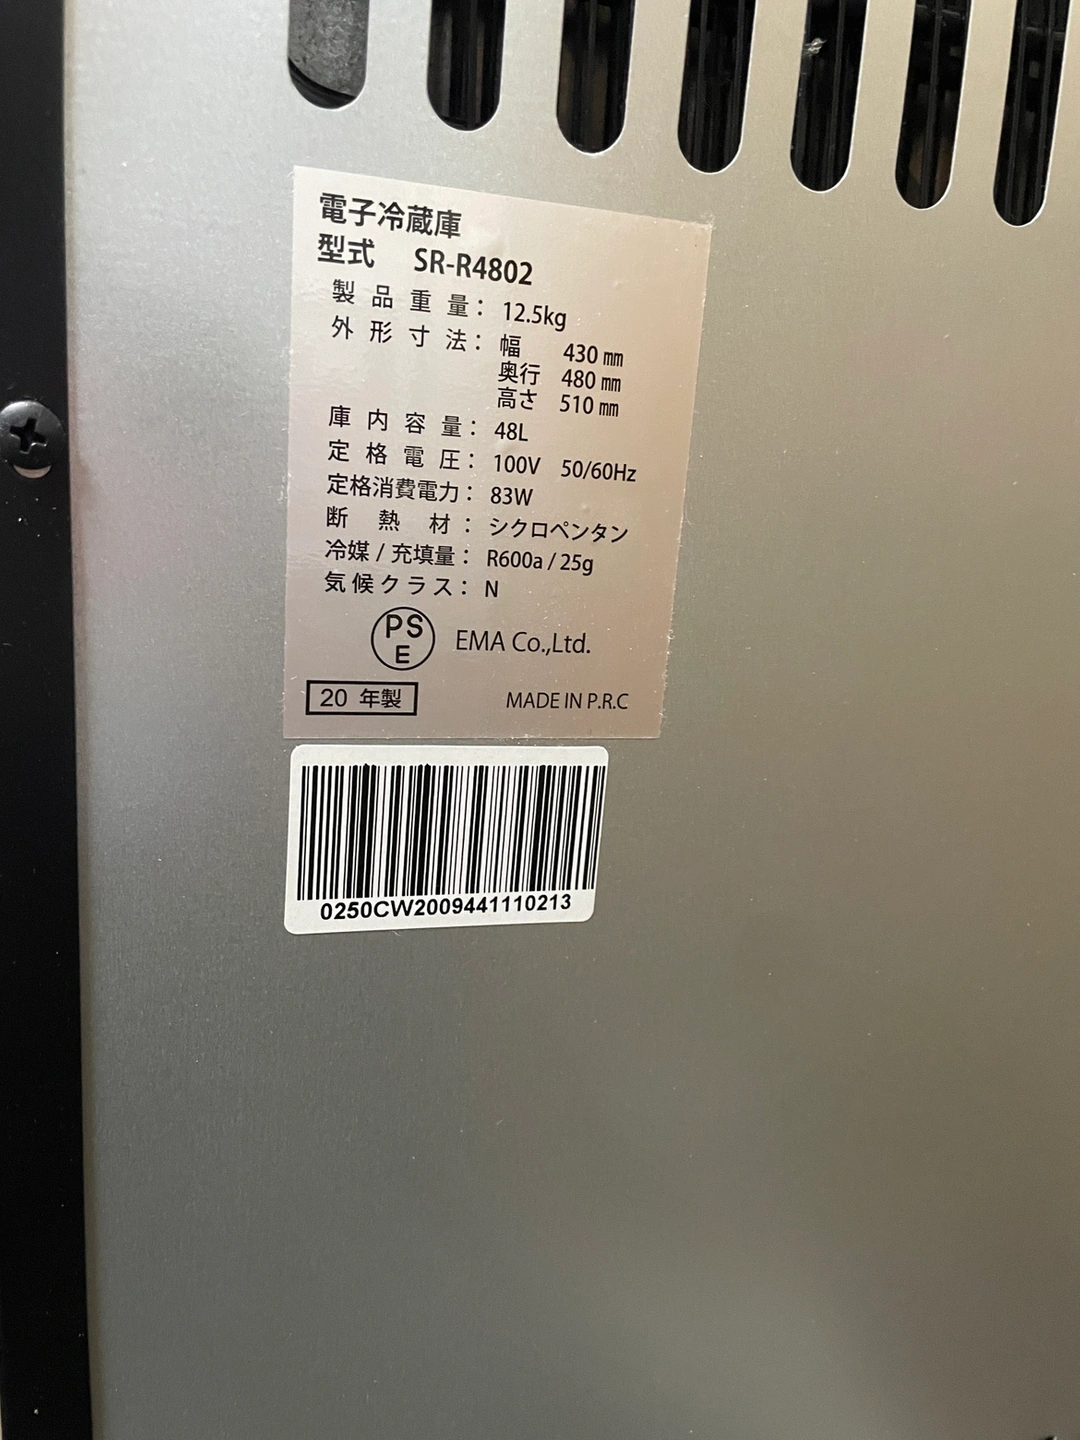 電子冷蔵庫
型式 SR-R4802
製品重量： 12.5kg
外形寸法： 幅 430㎜
奥行 480㎜
高さ 510㎜
庫内容量： 48L
定格電圧： 100V 50/60Hz
定格消費電力： 83W
断熱材： シクロペンタン
冷媒 / 充填量： R600a / 25g
気候クラス： N
PS
E EMA Co.,Ltd.
20 年製 MADE IN P.R.C
0250CW2009441110213